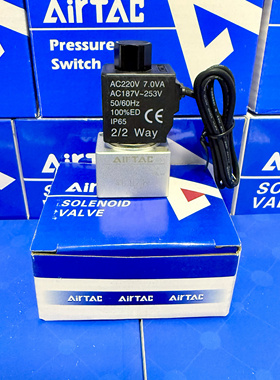 AirTAC
Pressure
Switch
AC220V 7.0VA
AC187V-253V
50/60Hz
100%ED
IP65
CE
2/2 Way
AirTAC
AirTAC
SOLENOID
VALVE
AirTAC
SOLENOID
VALVE
AirTAC
AirTAC
AirTAC